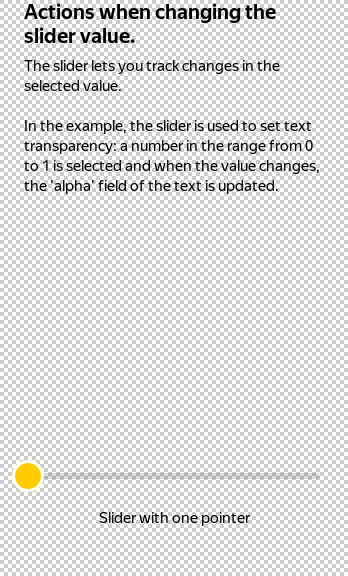 Actions when changing the
slider value.
The slider lets you track changes in the
selected value.
In the example, the slider is used to set text
transparency: a number in the range from 0
to 1 is selected and when the value changes,
the 'alpha' field of the text is updated.
Slider with one pointer